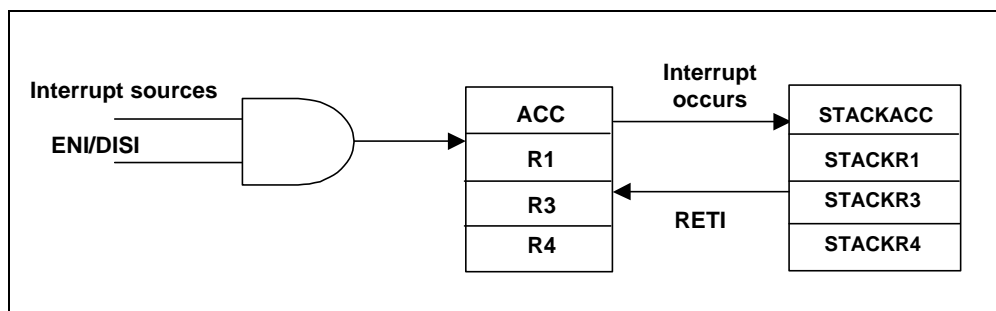 Interrupt sources
ENI/DISI
ACC
R1
R3
R4
Interrupt
occurs
RETI
STACKACC
STACKR1
STACKR3
STACKR4